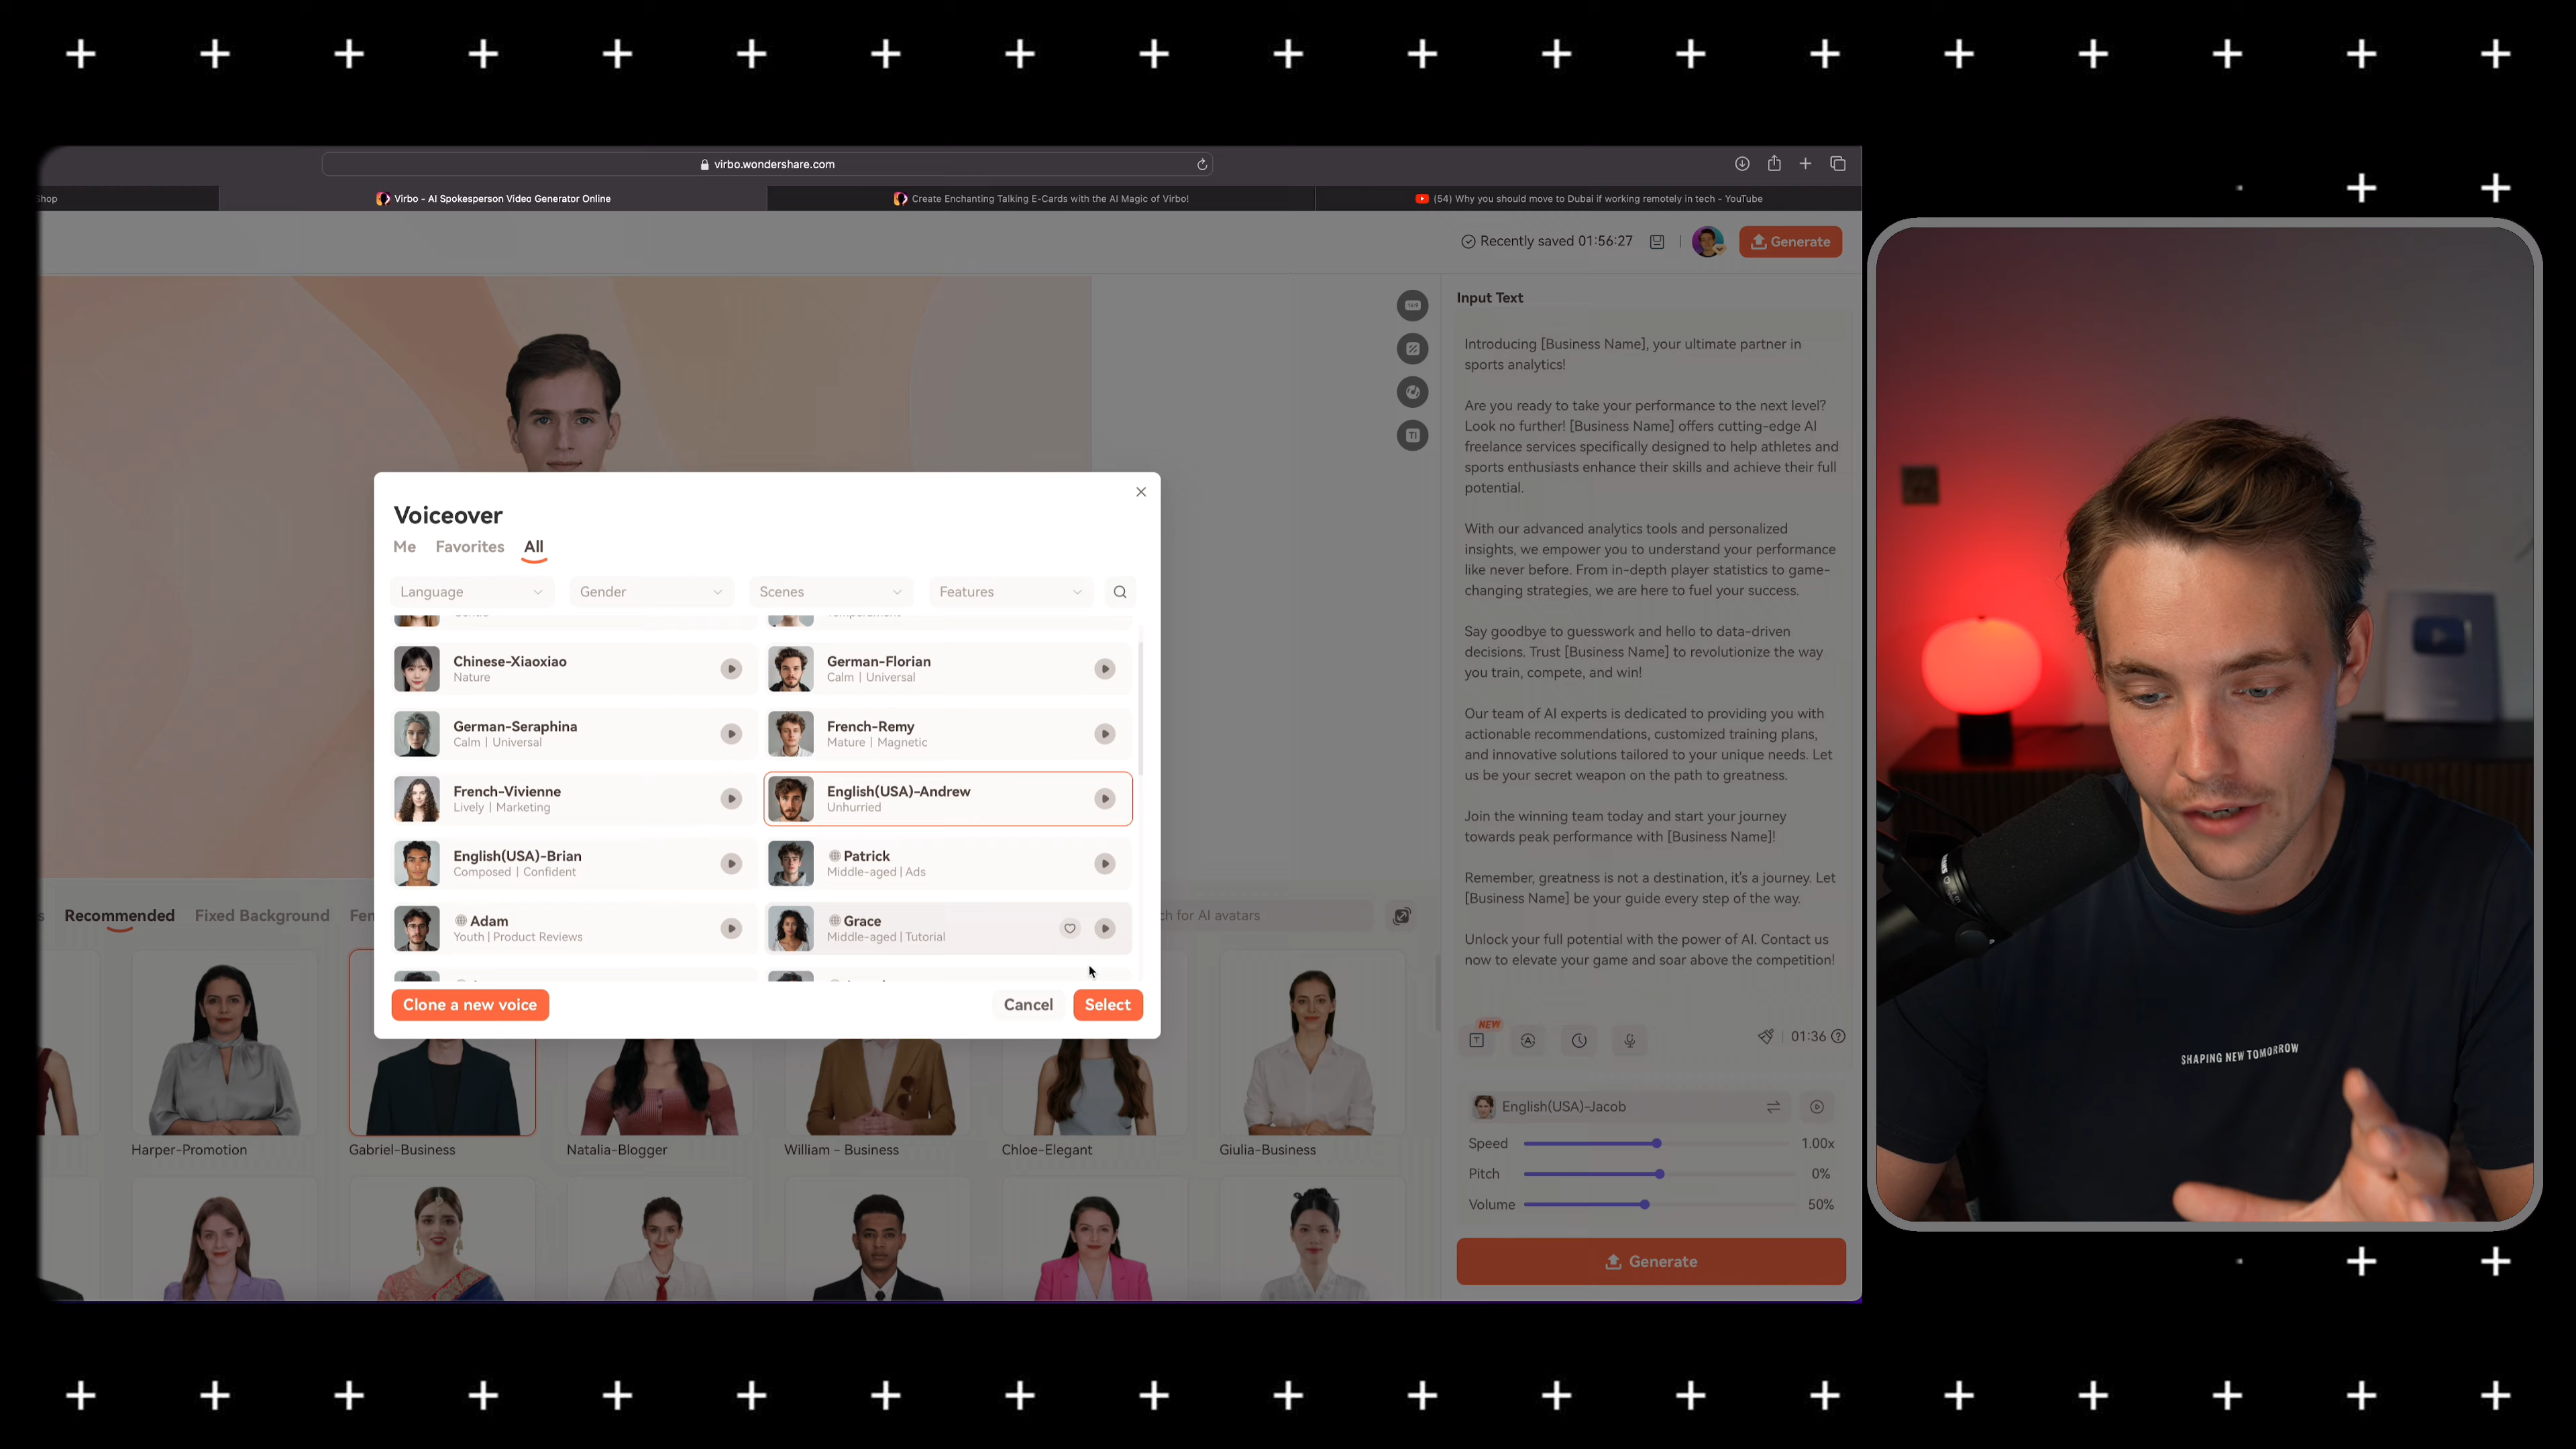 virbo.wondershare.com
Shop
Virbo - AI Spokesperson Video Generator Online
Create Enchanting Talking E-Cards with the AI Magic of Virbo!
(54) Why you should move to Dubai if working remotely in tech - YouTube
Recently saved 01:56:27
Generate
Input Text
Introducing [Business Name], your ultimate partner in
sports analytics!
Are you ready to take your performance to the next level?
Look no further! [Business Name] offers cutting-edge AI
freelance services specifically designed to help athletes and
sports enthusiasts enhance their skills and achieve their full
potential.
With our advanced analytics tools and personalized
insights, we empower you to understand your performance
like never before. From in-depth player statistics to game-
changing strategies, we are here to fuel your success.
Say goodbye to guesswork and hello to data-driven
decisions. Trust [Business Name] to revolutionize the way
you train, compete, and win!
Our team of AI experts is dedicated to providing you with
actionable recommendations, customized training plans,
and innovative solutions tailored to your unique needs. Let
us be your secret weapon on the path to greatness.
Join the winning team today and start your journey
towards peak performance with [Business Name]!
Remember, greatness is not a destination, it's a journey. Let
[Business Name] be your guide every step of the way.
Unlock your full potential with the power of AI. Contact us
now to elevate your game and soar above the competition!
NEW
01:36
English(USA)-Jacob
Speed 1.00x
Pitch 0%
Volume 50%
Generate
Voiceover
Me Favorites All
Language Gender Scenes Features
Chinese-Xiaoxiao
Nature
German-Florian
Calm | Universal
German-Seraphina
Calm | Universal
French-Remy
Mature | Magnetic
French-Vivienne
Lively | Marketing
English(USA)-Andrew
Unhurried
English(USA)-Brian
Composed | Confident
Patrick
Middle-aged | Ads
Adam
Youth | Product Reviews
Grace
Middle-aged | Tutorial
Clone a new voice
Cancel
Select
Recommended
Fixed Background
for AI avatars
Harper-Promotion
Gabriel-Business
Natalia-Blogger
William - Business
Chloe-Elegant
Giulia-Business
SHAPING NEW TOMORROW